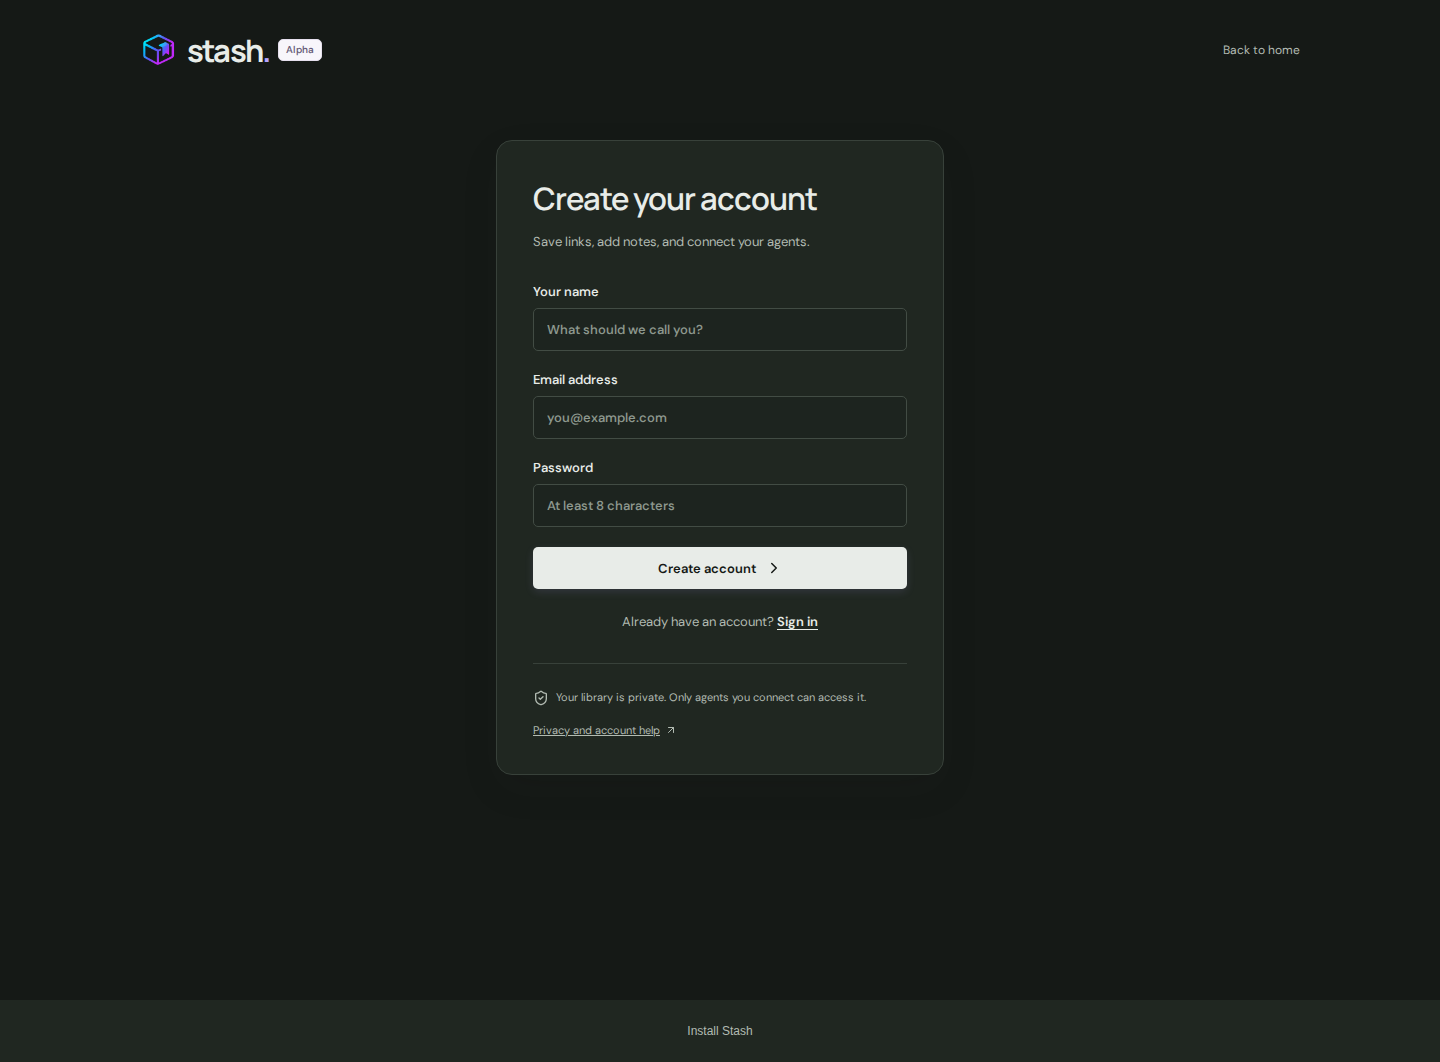 stash. Alpha
Back to home
Create your account
Save links, add notes, and connect your agents.
Your name
What should we call you?
Email address
you@example.com
Password
At least 8 characters
Create account
Already have an account? Sign in
Your library is private. Only agents you connect can access it.
Privacy and account help
Install Stash